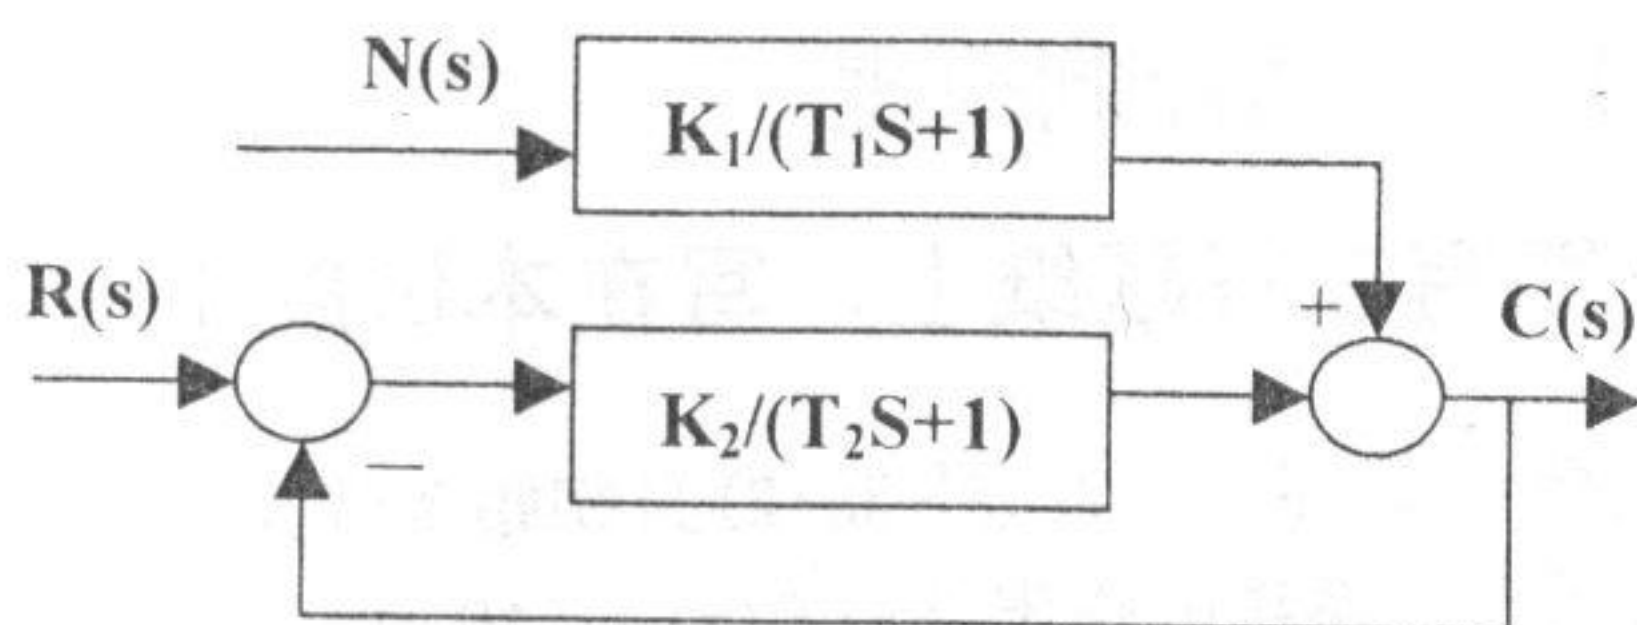 N(s)
K₁/(T₁S+1)
R(s)
+
C(s)
K₂/(T₂S+1)
—